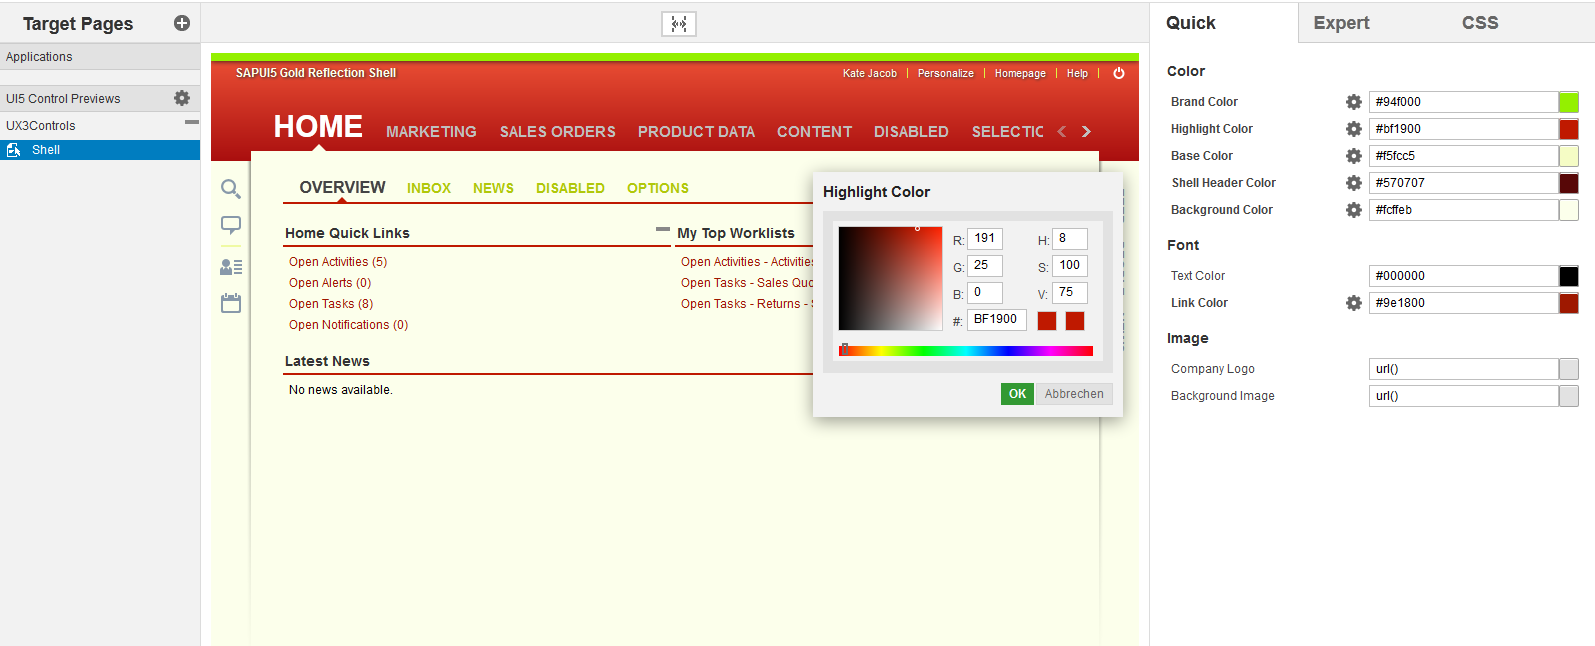 Target Pages
Applications
UI5 Control Previews
UX3Controls
Shell
SAPUI5 Gold Reflection Shell
Kate Jacob | Personalize | Homepage | Help |
HOME MARKETING SALES ORDERS PRODUCT DATA CONTENT DISABLED SELECTIC
OVERVIEW INBOX NEWS DISABLED OPTIONS
Home Quick Links
Open Activities (5)
Open Alerts (0)
Open Tasks (8)
Open Notifications (0)
My Top Worklists
Open Activities - Activitie
Open Tasks - Sales Quo
Open Tasks - Returns -
Latest News
No news available.
Highlight Color
R: 191 H: 8
G: 25 S: 100
B: 0 V: 75
#: BF1900
OK Abbrechen
Quick Expert CSS
Color
Brand Color #94f000
Highlight Color #bf1900
Base Color #f5fcc5
Shell Header Color #570707
Background Color #fcffeb
Font
Text Color #000000
Link Color #9e1800
Image
Company Logo url()
Background Image url()